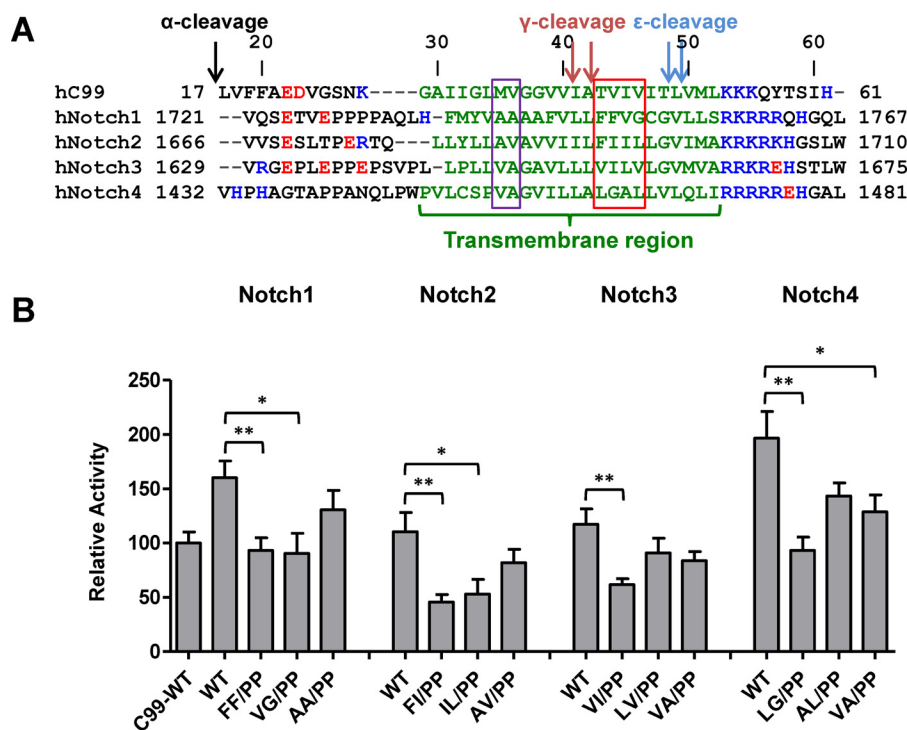 A
α-cleavage
γ-cleavage ε-cleavage
20 30 40 50 60
hC99 17 LVFFAEDVGSNK----GAIIGLMVGGVVIATVIVITLVMLKKKQYTSIH- 61
hNotch1 1721 --VQSETVEPPPPAQLH-FMYVAAAAFVLLFFVGCGVLLSRKRRRQHGQL 1767
hNotch2 1666 --VVSESLTPERTQ---LLYLLAVAVVIILFIILLGVIMAKRKRKHGSLW 1715
hNotch3 1629 --VRGEPLEPPEPSVPL-LPLLVAGAVLLLVILVLGVMVARRKREHSTLW 1675
hNotch4 1432 VHPHAGTAPPANQLPWPVLCSPVAGVILLALGALLVLQLIRRRRREHGAL 1481
Transmembrane region
B
Notch1 Notch2 Notch3 Notch4
Relative Activity
250
200
150
100
50
0
* ** * ** ** * **
C99-WT WT FF/PP VG/PP AA/PP WT FI/PP IL/PP AV/PP WT VI/PP LV/PP VA/PP WT LG/PP AL/PP VA/PP